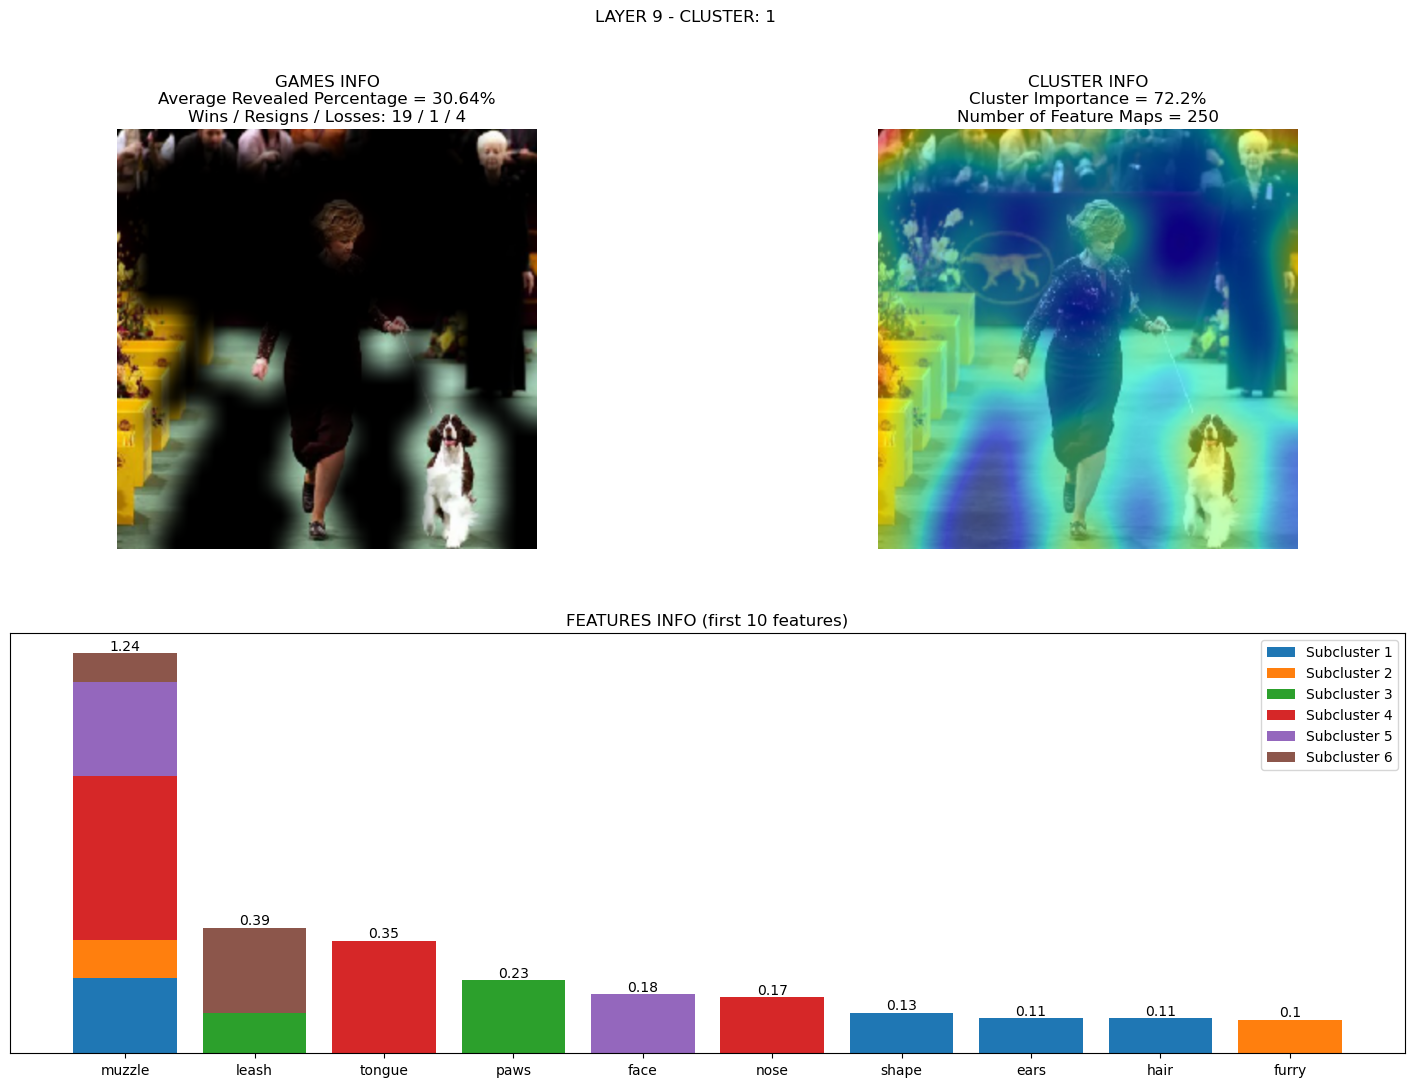 LAYER 9 - CLUSTER: 1
GAMES INFO
Average Revealed Percentage = 30.64%
Wins / Resigns / Losses: 19 / 1 / 4
CLUSTER INFO
Cluster Importance = 72.2%
Number of Feature Maps = 250
FEATURES INFO (first 10 features)
1.24
0.39
0.35
0.23
0.18
0.17
0.13
0.11
0.11
0.1
Subcluster 1
Subcluster 2
Subcluster 3
Subcluster 4
Subcluster 5
Subcluster 6
muzzle
leash
tongue
paws
face
nose
shape
ears
hair
furry